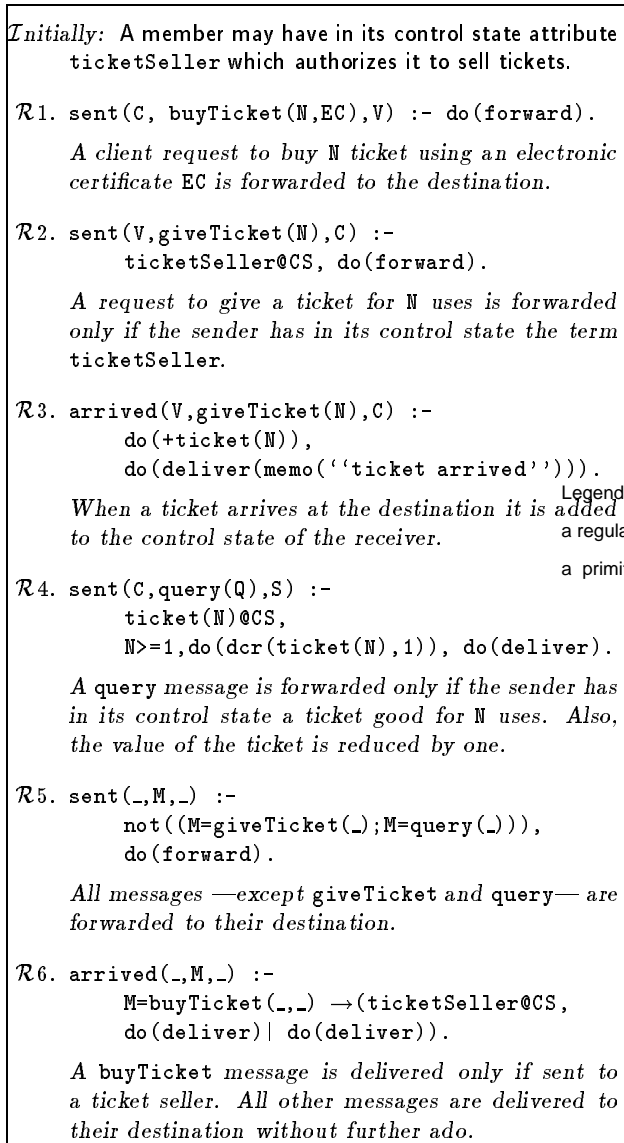 Initially: A member may have in its control state attribute
ticketSeller which authorizes it to sell tickets.
R1. sent(C, buyTicket(N,EC),V) :- do(forward).
A client request to buy N ticket using an electronic
certificate EC is forwarded to the destination.
R2. sent(V,giveTicket(N),C) :-
ticketSeller@CS, do(forward).
A request to give a ticket for N uses is forwarded
only if the sender has in its control state the term
ticketSeller.
R3. arrived(V,giveTicket(N),C) :-
do(+ticket(N)),
do(deliver(memo(‘‘ticket arrived’’))).
When a ticket arrives at the destination it is added
to the control state of the receiver.
Legend
a regula
a primit
R4. sent(C,query(Q),S) :-
ticket(N)@CS,
N>=1,do(dcr(ticket(N),1)), do(deliver).
A query message is forwarded only if the sender has
in its control state a ticket good for N uses. Also,
the value of the ticket is reduced by one.
R5. sent(_,M,_) :-
not((M=giveTicket(_);M=query(_))),
do(forward).
All messages —except giveTicket and query— are
forwarded to their destination.
R6. arrived(_,M,_) :-
M=buyTicket(_,_) →(ticketSeller@CS,
do(deliver)| do(deliver)).
A buyTicket message is delivered only if sent to
a ticket seller. All other messages are delivered to
their destination without further ado.